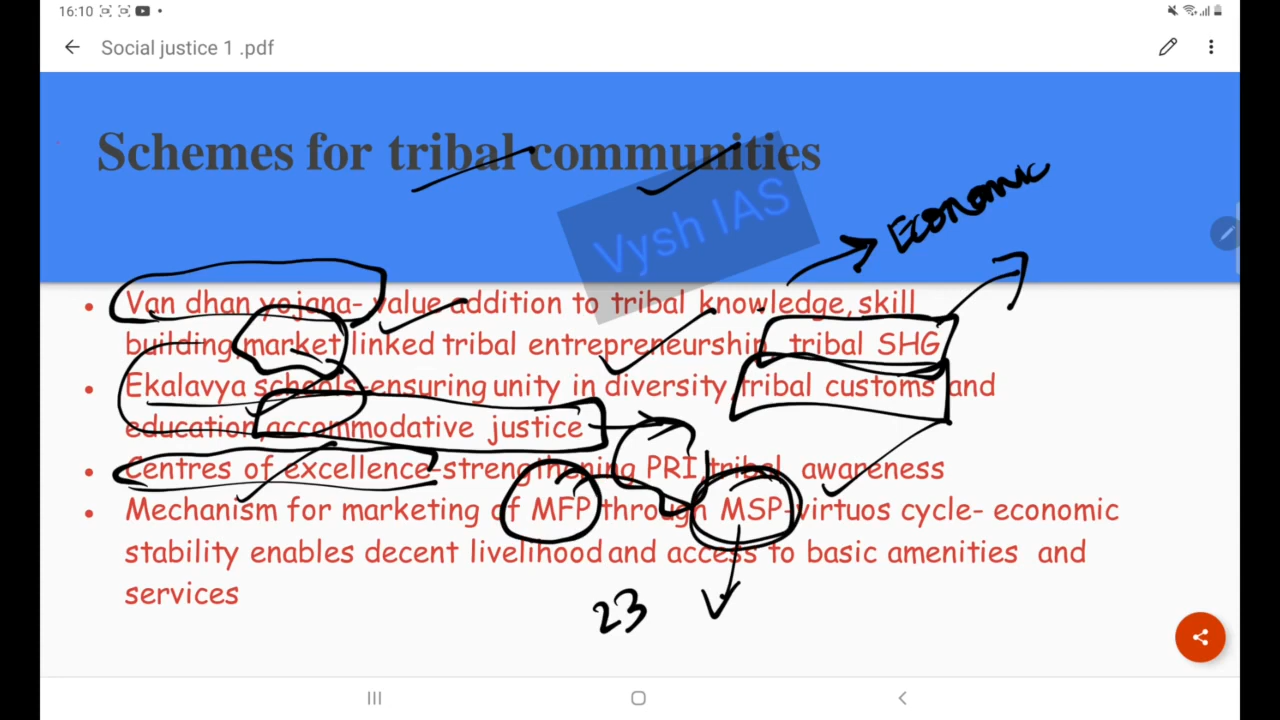 16:10
Social justice 1 .pdf
Schemes for tribal communities
Vysh IAS
Economic
• Van dhan yojana- value addition to tribal knowledge, skill
building market linked tribal entrepreneurship, tribal SHG
• Ekalavya schools-ensuring unity in diversity, tribal customs and
education, accommodative justice
• Centres of excellence-strengthening PRI, tribal awareness
• Mechanism for marketing of MFP through MSP-virtuos cycle- economic
stability enables decent livelihood and access to basic amenities and
services
23